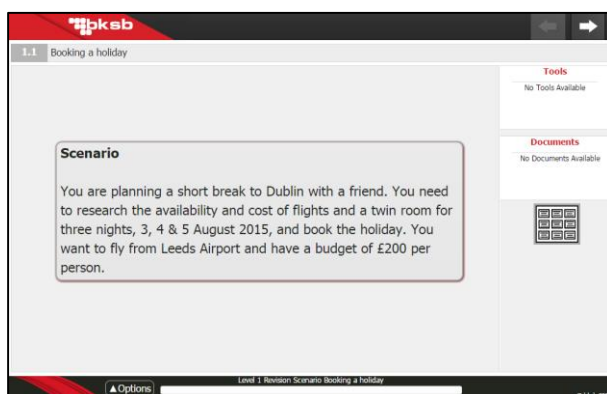 bksb
1.1 Booking a holiday
Tools
No Tools Available
Documents
No Documents Available
Scenario
You are planning a short break to Dublin with a friend. You need
to research the availability and cost of flights and a twin room for
three nights, 3, 4 & 5 August 2015, and book the holiday. You
want to fly from Leeds Airport and have a budget of £200 per
person.
Level 1 Revision Scenario Booking a holiday
▲Options